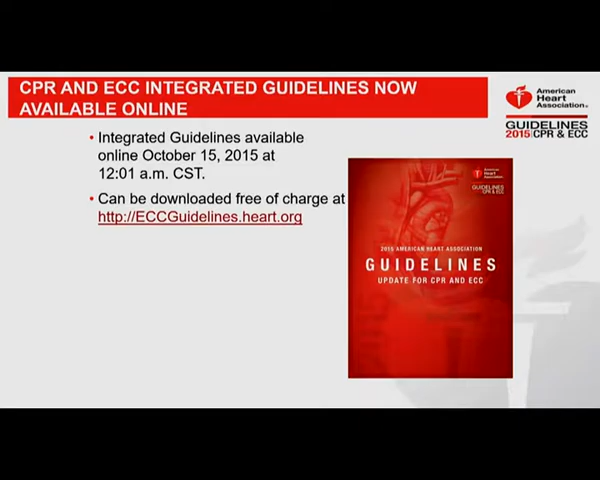 CPR AND ECC INTEGRATED GUIDELINES NOW
AVAILABLE ONLINE
American
Heart
Association®
GUIDELINES
2015 CPR & ECC
• Integrated Guidelines available
online October 15, 2015 at
12:01 a.m. CST.
• Can be downloaded free of charge at
http://ECCGuidelines.heart.org
American
Heart
Association
GUIDELINES
CPR & ECC
2015 AMERICAN HEART ASSOCIATION
GUIDELINES
UPDATE FOR CPR AND ECC